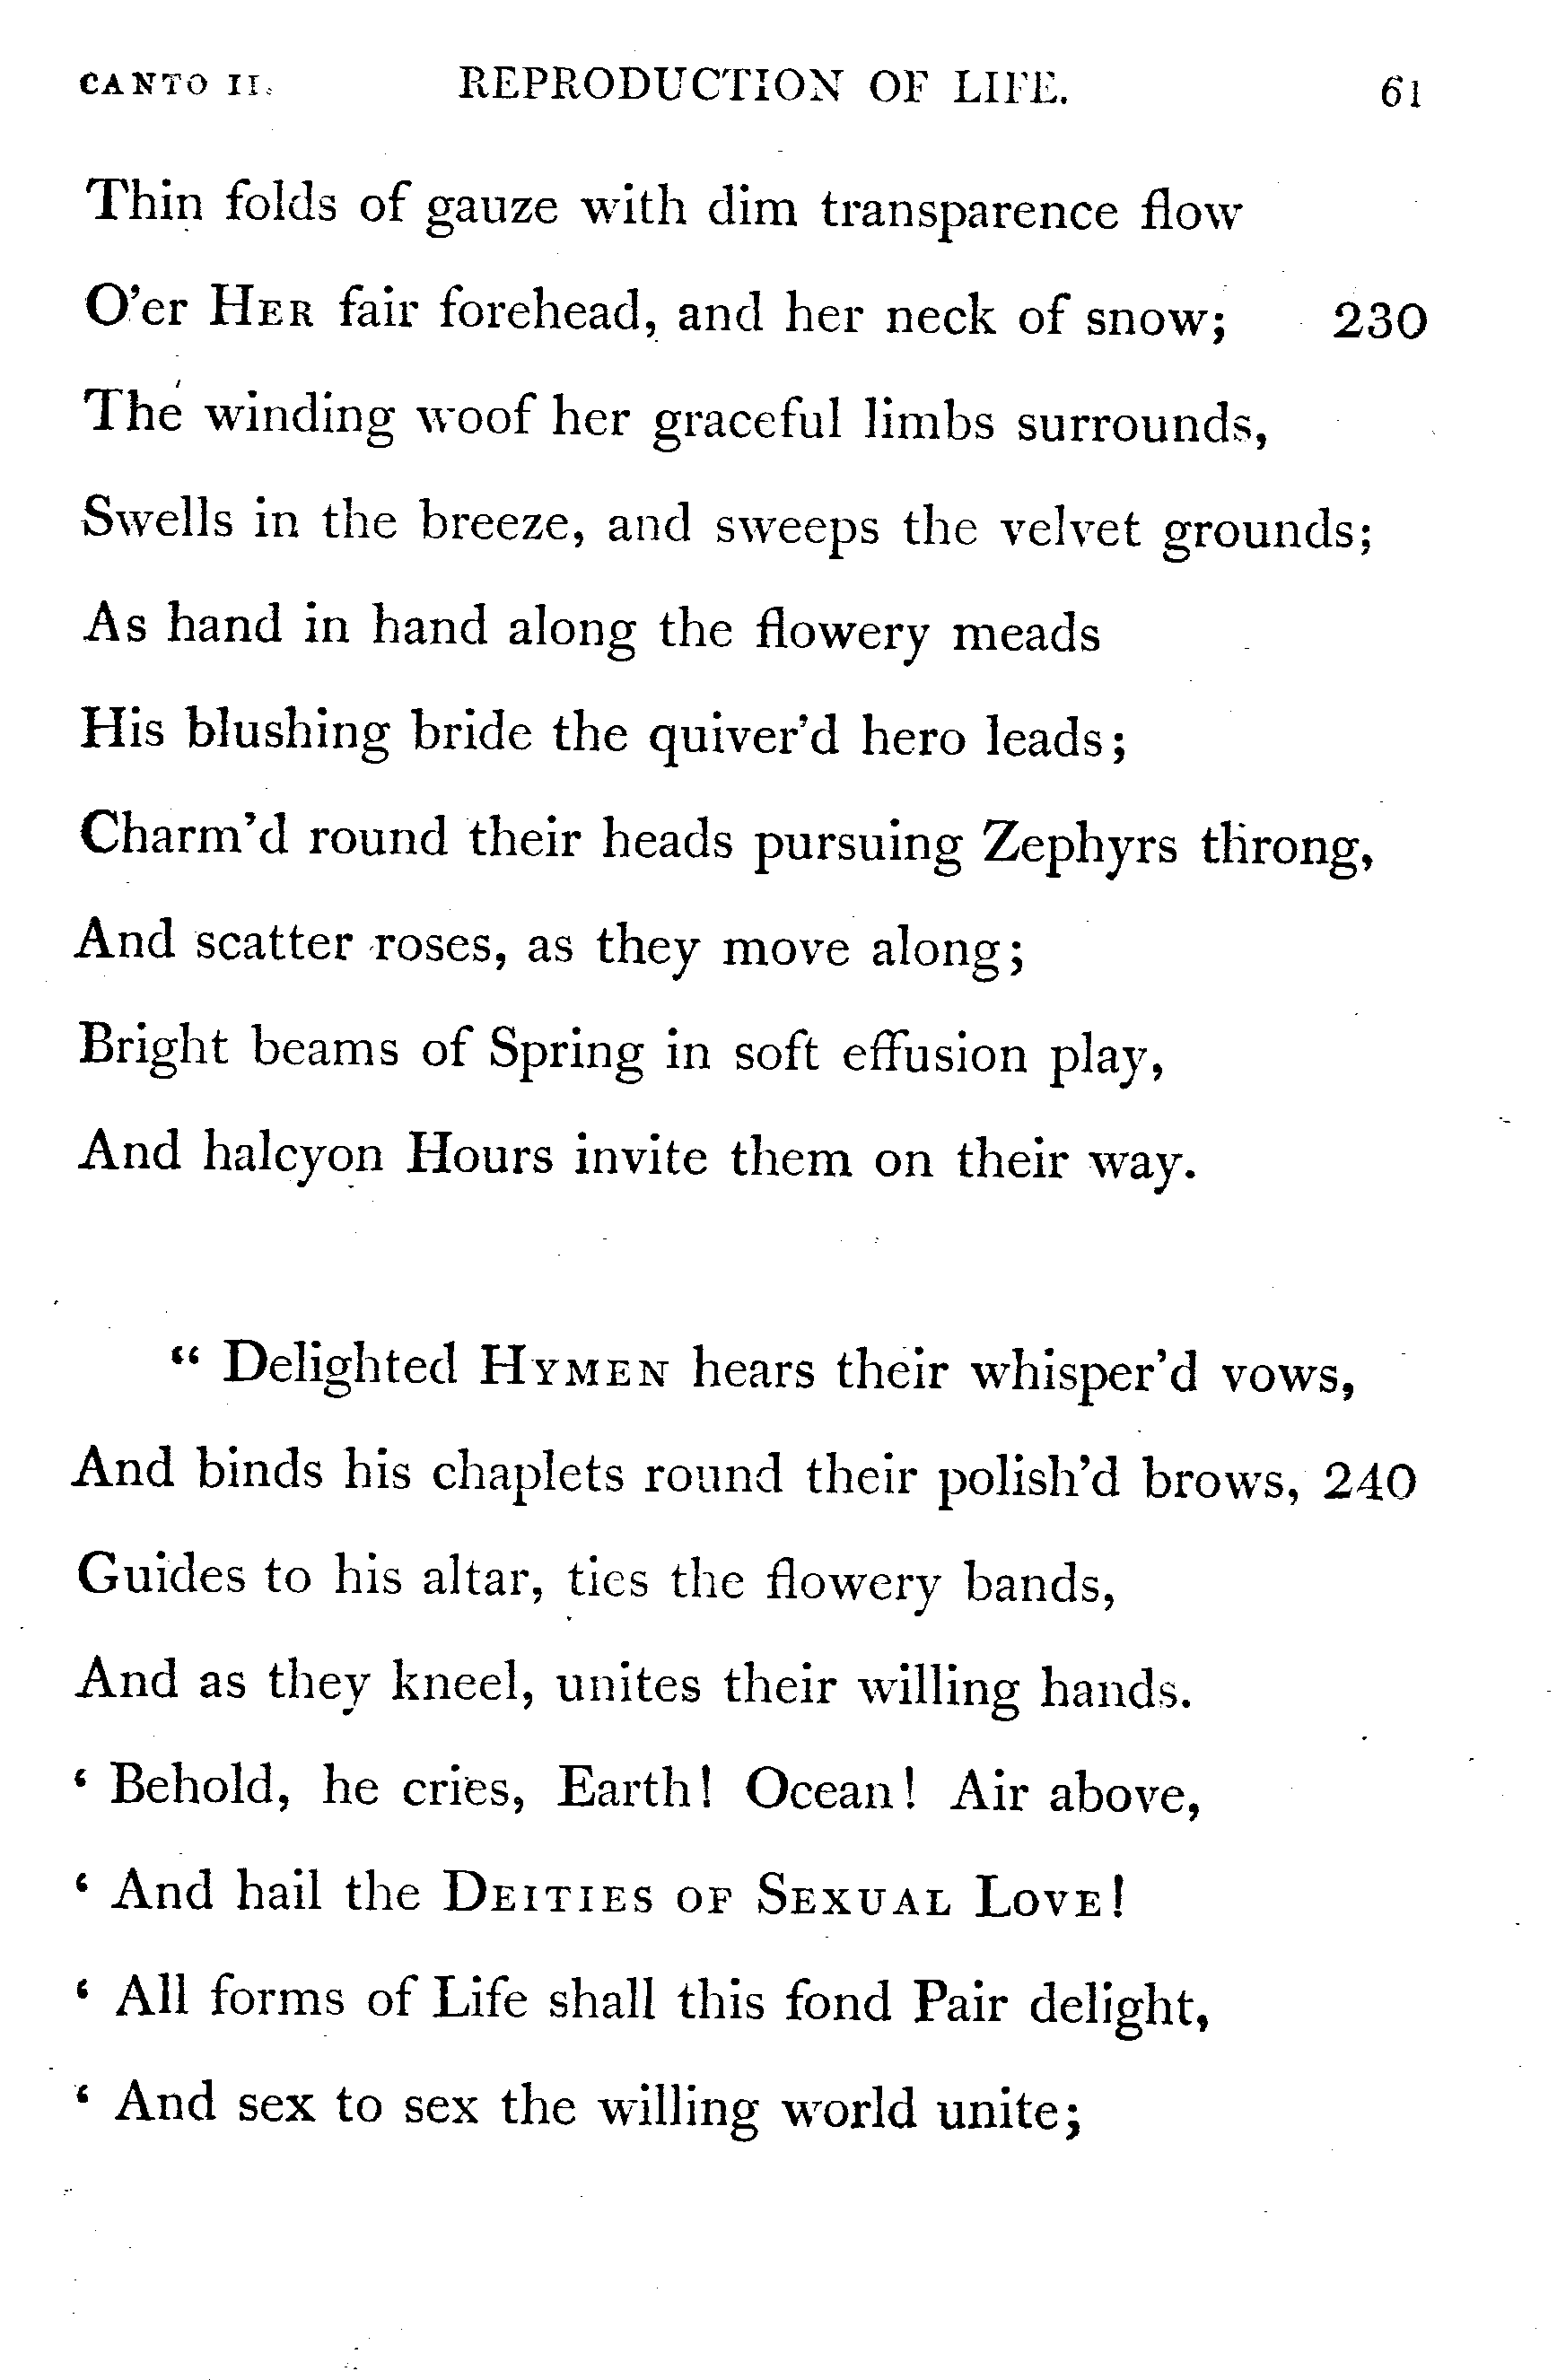 CANTO II. REPRODUCTION OF LIFE. 61
Thin folds of gauze with dim transparence flow
O'er HER fair forehead, and her neck of snow; 230
The winding woof her graceful limbs surrounds,
Swells in the breeze, and sweeps the velvet grounds;
As hand in hand along the flowery meads
His blushing bride the quiver'd hero leads;
Charm'd round their heads pursuing Zephyrs throng,
And scatter roses, as they move along;
Bright beams of Spring in soft effusion play,
And halcyon Hours invite them on their way.
“ Delighted HYMEN hears their whisper'd vows,
And binds his chaplets round their polish'd brows, 240
Guides to his altar, ties the flowery bands,
And as they kneel, unites their willing hands.
‘ Behold, he cries, Earth! Ocean! Air above,
‘ And hail the DEITIES OF SEXUAL LOVE!
‘ All forms of Life shall this fond Pair delight,
‘ And sex to sex the willing world unite;